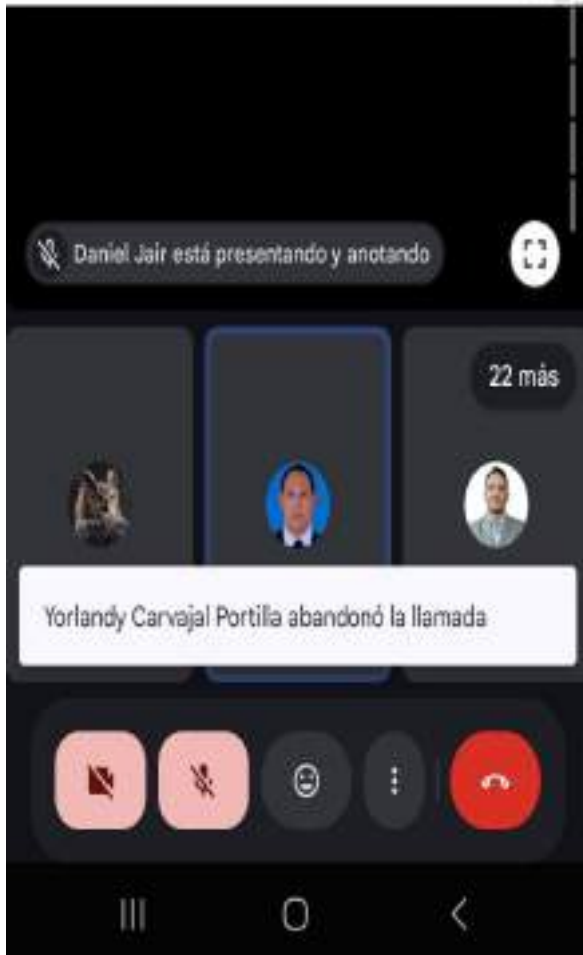 Daniel Jair está presentando y anotando
22 más
Yorlandy Carvajal Portilla abandonó la llamada